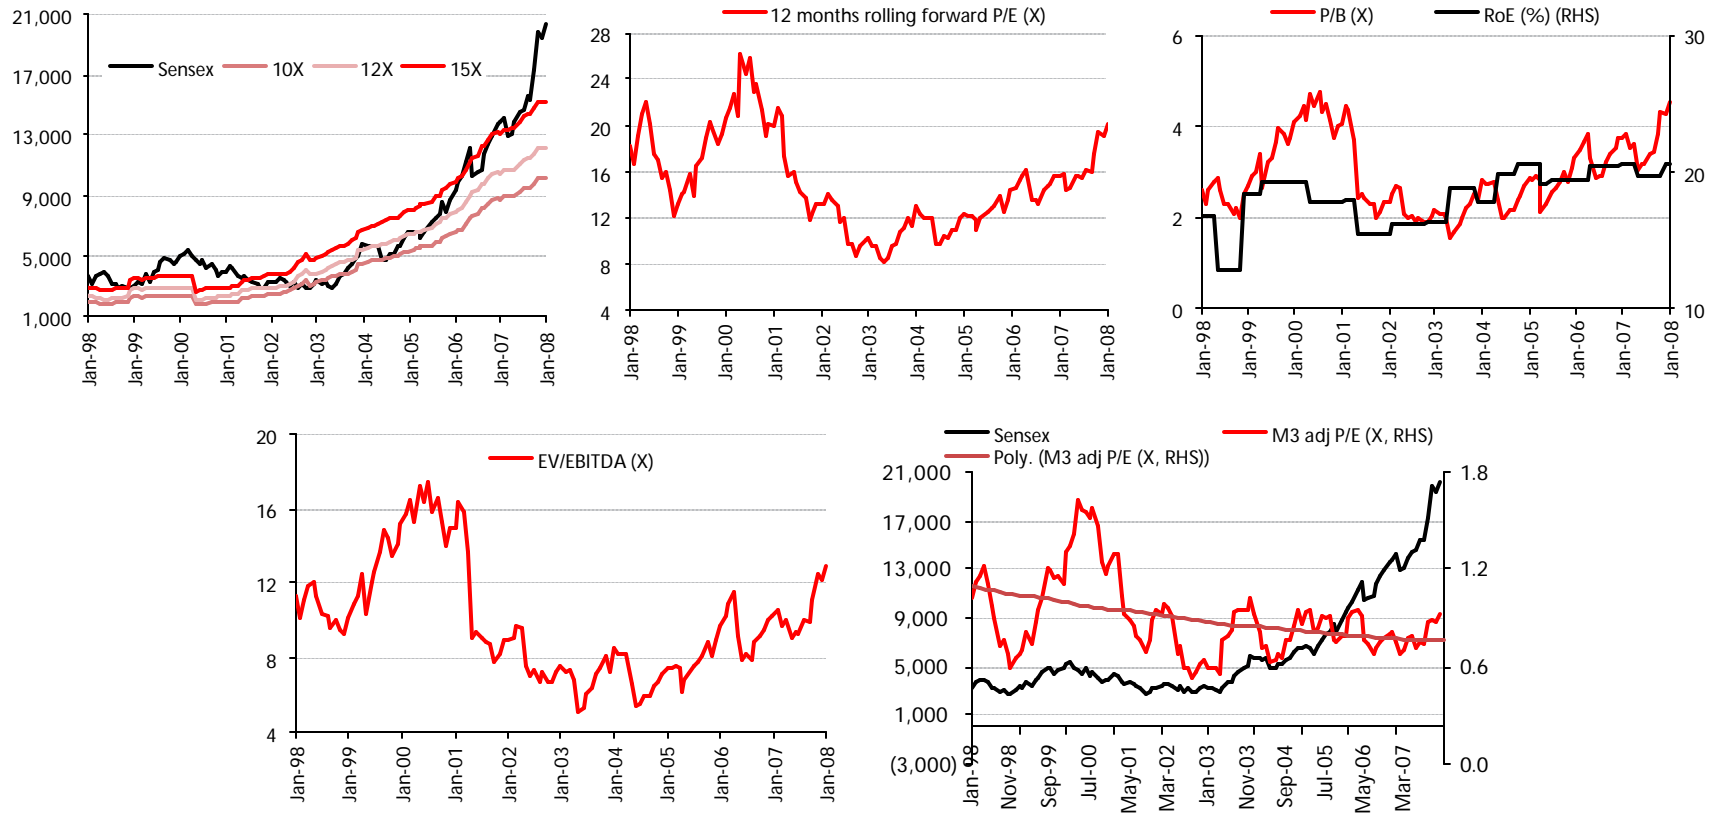 21,000
17,000
13,000
9,000
5,000
1,000
Sensex 10X 12X 15X
Jan-98 Jan-99 Jan-00 Jan-01 Jan-02 Jan-03 Jan-04 Jan-05 Jan-06 Jan-07 Jan-08
12 months rolling forward P/E (X)
28
24
20
16
12
8
4
Jan-98 Jan-99 Jan-00 Jan-01 Jan-02 Jan-03 Jan-04 Jan-05 Jan-06 Jan-07 Jan-08
P/B (X) RoE (%) (RHS)
6 30
4
20
2
0 10
Jan-98 Jan-99 Jan-00 Jan-01 Jan-02 Jan-03 Jan-04 Jan-05 Jan-06 Jan-07 Jan-08
EV/EBITDA (X)
20
16
12
8
4
Jan-98 Jan-99 Jan-00 Jan-01 Jan-02 Jan-03 Jan-04 Jan-05 Jan-06 Jan-07 Jan-08
Sensex M3 adj P/E (X, RHS)
Poly. (M3 adj P/E (X, RHS))
21,000 1.8
17,000
13,000 1.2
9,000
5,000 0.6
1,000
(3,000) 0.0
Jan-98 Nov-98 Sep-99 Jul-00 May-01 Mar-02 Jan-03 Nov-03 Sep-04 Jul-05 May-06 Mar-07